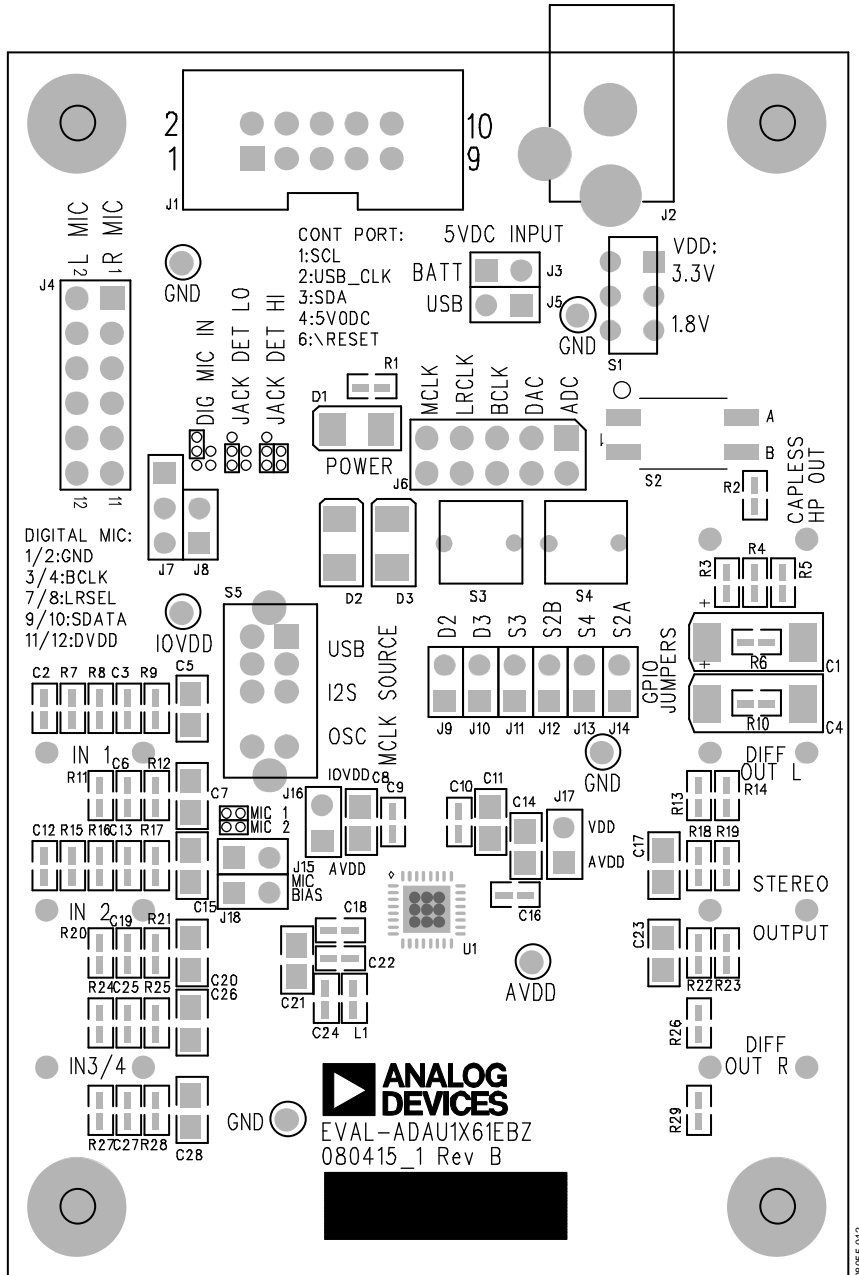 2
10
1
9
J1
J2
L MIC
R MIC
2
1
J4
GND
CONT PORT:
1:SCL
2:USB_CLK
3:SDA
4:5VODC
6:\RESET
5VDC INPUT
BATT
J3
USB
J5
GND
VDD:
3.3V
1.8V
S1
DIG MIC IN
JACK DET LO
JACK DET HI
R1
D1
POWER
MCLK
LRCLK
BCLK
DAC
ADC
J6
A
1
B
S2
R2
CAPLESS
HP OUT
12
11
DIGITAL MIC:
1/2:GND
3/4:BCLK
7/8:LRSEL
9/10:SDATA
11/12:DVDD
J7
J8
IOVDD
D2
D3
S3
S4
R3
R4
R5
+
S5
USB
I2S
OSC
MCLK SOURCE
D2
D3
S3
S2B
S4
S2A
J9
J10
J11
J12
J13
J14
GPIO
JUMPERS
+
R6
C1
R10
C4
C2
R7
R8
C3
R9
C5
IN 1
R11
C6
R12
C7
GND
DIFF
OUT L
R13
R14
J16
IOVDD
C8
C9
AVDD
C10
C11
C14
J17
VDD
AVDD
MIC 1
MIC 2
C12
R15
R16
C13
R17
C15
J15
MIC
BIAS
J18
C16
U1
C17
R18
R19
STEREO
OUTPUT
IN 2
R20
C19
R21
C20
C18
C22
C21
C24
L1
AVDD
C23
R22
R23
R24
C25
R25
C26
R26
IN3/4
DIFF
OUT R
R27
C27
R28
C28
R29
GND
ANALOG
DEVICES
EVAL-ADAU1X61EBZ
080415_1 Rev B